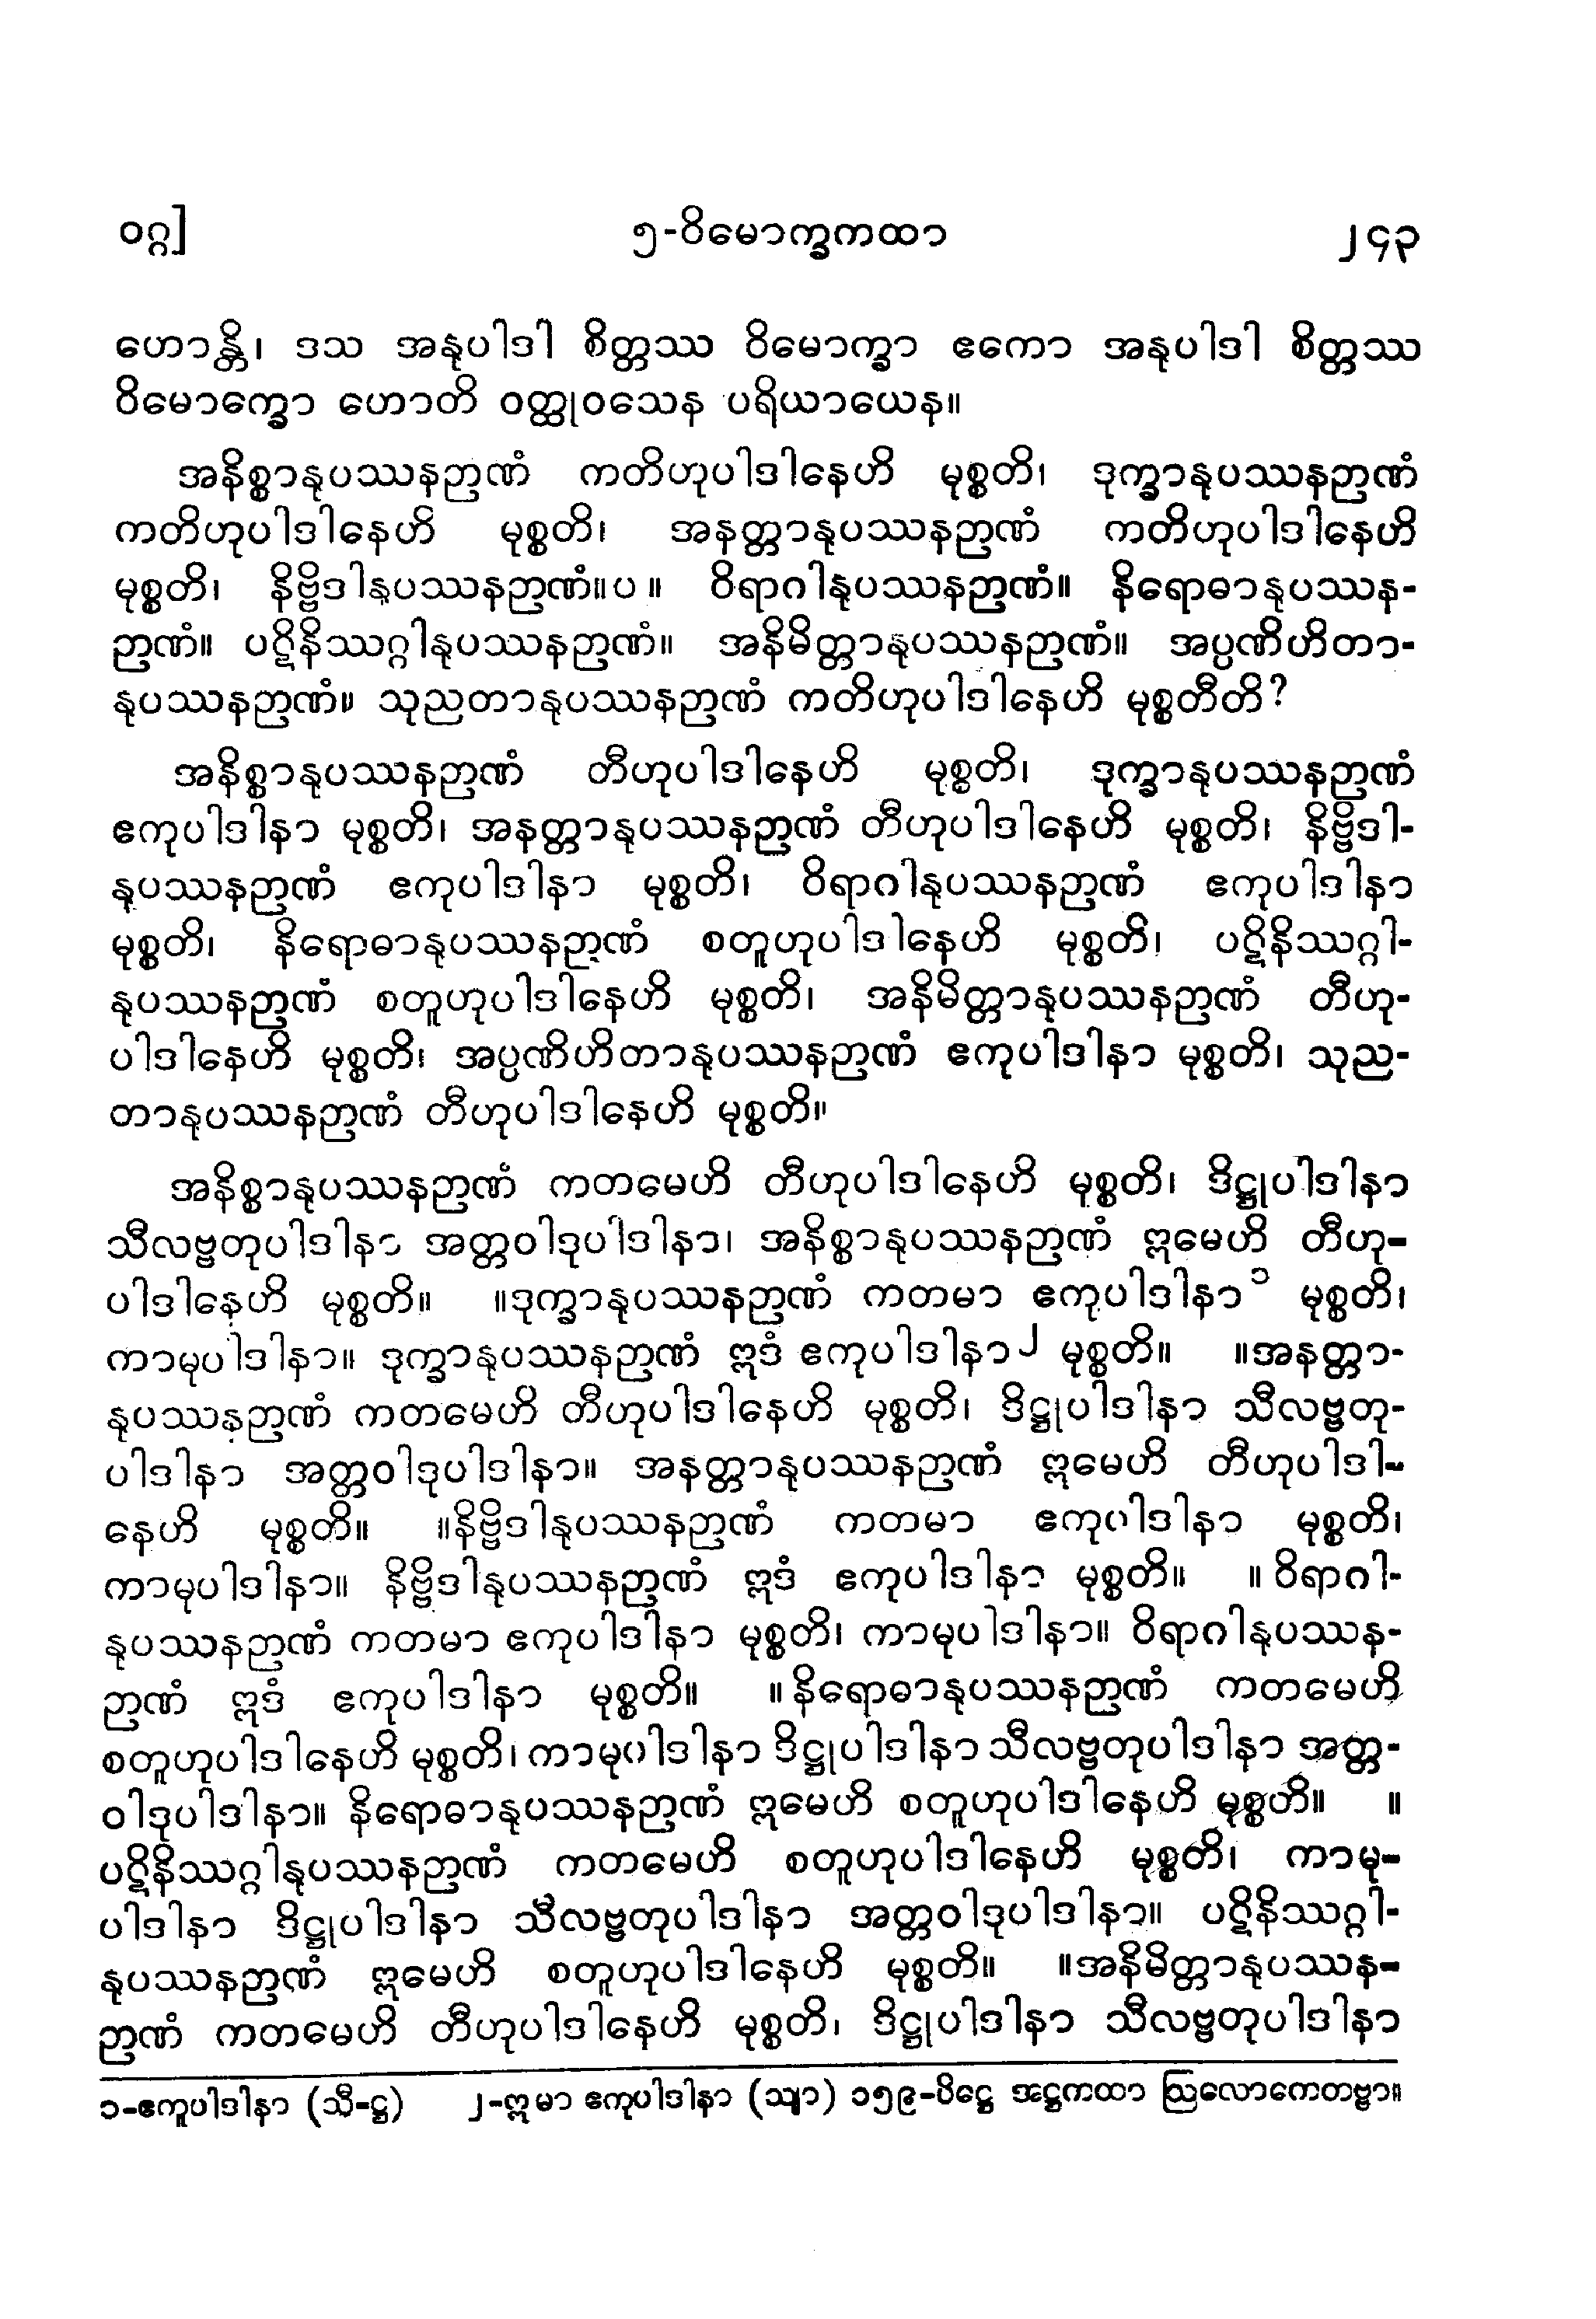 ဝဂ္ဂ] ၅-ဝိမောက္ခကထာ ၂၄၃
ဟောန္တိ၊ ဒသ အနုပါဒါ စိတ္တဿ ဝိမောက္ခာ ဧကော အနုပါဒါ စိတ္တဿ
ဝိမောက္ခော ဟောတိ ဝတ္ထုဝသေန ပရိယာယေန။
အနိစ္စာနုပဿနဉာဏံ ကတိဟုပါဒါနေဟိ မုစ္စတိ၊ ဒုက္ခာနုပဿနဉာဏံ
ကတိဟုပါဒါနေဟိ မုစ္စတိ၊ အနတ္တာနုပဿနဉာဏံ ကတိဟုပါဒါနေဟိ
မုစ္စတိ၊ နိဗ္ဗိဒါနုပဿနဉာဏံ။ပ။ ဝိရာဂါနုပဿနဉာဏံ။ နိရောဓာနုပဿန-
ဉာဏံ။ ပဋိနိဿဂ္ဂါနုပဿနဉာဏံ။ အနိမိတ္တာနုပဿနဉာဏံ။ အပ္ပဏိဟိတာ-
နုပဿနဉာဏံ။ သုညတာနုပဿနဉာဏံ ကတိဟုပါဒါနေဟိ မုစ္စတီတိ?
အနိစ္စာနုပဿနဉာဏံ တီဟုပါဒါနေဟိ မုစ္စတိ၊ ဒုက္ခာနုပဿနဉာဏံ
ဧကုပါဒါနာ မုစ္စတိ၊ အနတ္တာနုပဿနဉာဏံ တီဟုပါဒါနေဟိ မုစ္စတိ၊ နိဗ္ဗိဒါ-
နုပဿနဉာဏံ ဧကုပါဒါနာ မုစ္စတိ၊ ဝိရာဂါနုပဿနဉာဏံ ဧကုပါဒါနာ
မုစ္စတိ၊ နိရောဓာနုပဿနဉာဏံ စတူဟုပါဒါနေဟိ မုစ္စတိ၊ ပဋိနိဿဂ္ဂါ-
နုပဿနဉာဏံ စတူဟုပါဒါနေဟိ မုစ္စတိ၊ အနိမိတ္တာနုပဿနဉာဏံ တီဟု-
ပါဒါနေဟိ မုစ္စတိ၊ အပ္ပဏိဟိတာနုပဿနဉာဏံ ဧကုပါဒါနာ မုစ္စတိ၊ သုည-
တာနုပဿနဉာဏံ တီဟုပါဒါနေဟိ မုစ္စတိ။
အနိစ္စာနုပဿနဉာဏံ ကတမေဟိ တီဟုပါဒါနေဟိ မုစ္စတိ၊ ဒိဋ္ဌုပါဒါနာ
သီလဗ္ဗတုပါဒါနာ အတ္တဝါဒုပါဒါနာ၊ အနိစ္စာနုပဿနဉာဏံ ဣမေဟိ တီဟု-
ပါဒါနေဟိ မုစ္စတိ။ ။ဒုက္ခာနုပဿနဉာဏံ ကတမာ ဧကုပါဒါနာ၁ မုစ္စတိ၊
ကာမုပါဒါနာ။ ဒုက္ခာနုပဿနဉာဏံ ဣဒံ ဧကုပါဒါနာ၂ မုစ္စတိ။ ။အနတ္တာ-
နုပဿနဉာဏံ ကတမေဟိ တီဟုပါဒါနေဟိ မုစ္စတိ၊ ဒိဋ္ဌုပါဒါနာ သီလဗ္ဗတု-
ပါဒါနာ အတ္တဝါဒုပါဒါနာ။ အနတ္တာနုပဿနဉာဏံ ဣမေဟိ တီဟုပါဒါ-
နေဟိ မုစ္စတိ။ ။နိဗ္ဗိဒါနုပဿနဉာဏံ ကတမာ ဧကုပါဒါနာ မုစ္စတိ၊
ကာမုပါဒါနာ။ နိဗ္ဗိဒါနုပဿနဉာဏံ ဣဒံ ဧကုပါဒါနာ မုစ္စတိ။ ။ဝိရာဂါ-
နုပဿနဉာဏံ ကတမာ ဧကုပါဒါနာ မုစ္စတိ၊ ကာမုပါဒါနာ။ ဝိရာဂါနုပဿန-
ဉာဏံ ဣဒံ ဧကုပါဒါနာ မုစ္စတိ။ ။နိရောဓာနုပဿနဉာဏံ ကတမေဟိ
စတူဟုပါဒါနေဟိ မုစ္စတိ၊ ကာမုပါဒါနာ ဒိဋ္ဌုပါဒါနာ သီလဗ္ဗတုပါဒါနာ အတ္တ-
ဝါဒုပါဒါနာ။ နိရောဓာနုပဿနဉာဏံ ဣမေဟိ စတူဟုပါဒါနေဟိ မုစ္စတိ။ ။
ပဋိနိဿဂ္ဂါနုပဿနဉာဏံ ကတမေဟိ စတူဟုပါဒါနေဟိ မုစ္စတိ၊ ကာမု-
ပါဒါနာ ဒိဋ္ဌုပါဒါနာ သီလဗ္ဗတုပါဒါနာ အတ္တဝါဒုပါဒါနာ။ ပဋိနိဿဂ္ဂါ-
နုပဿနဉာဏံ ဣမေဟိ စတူဟုပါဒါနေဟိ မုစ္စတိ။ ။အနိမိတ္တာနုပဿန-
ဉာဏံ ကတမေဟိ တီဟုပါဒါနေဟိ မုစ္စတိ၊ ဒိဋ္ဌုပါဒါနာ သီလဗ္ဗတုပါဒါနာ
၁-ဧကူပါဒါနာ (သီ-ဋ္ဌ) ၂-ဣမာ ဧကုပါဒါနာ (သျာ) ၁၅၉-ပိဋ္ဌေ အဋ္ဌကထာ ဩလောကေတဗ္ဗာ။